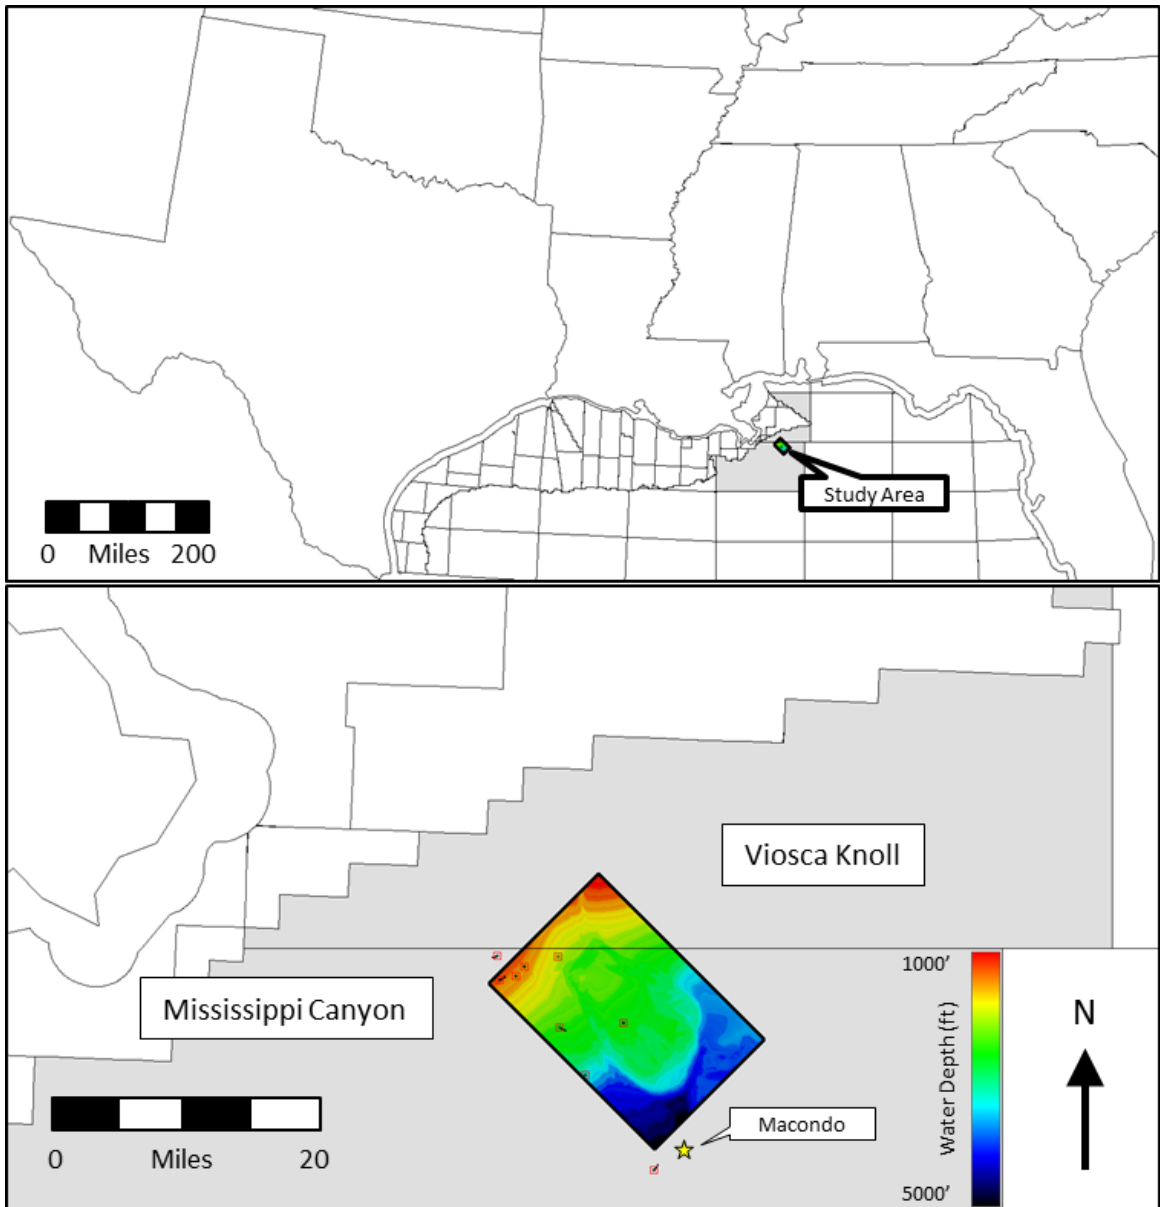 Study Area
0 Miles 200
Viosca Knoll
Mississippi Canyon
1000'
Water Depth (ft)
5000'
N
Macondo
0 Miles 20